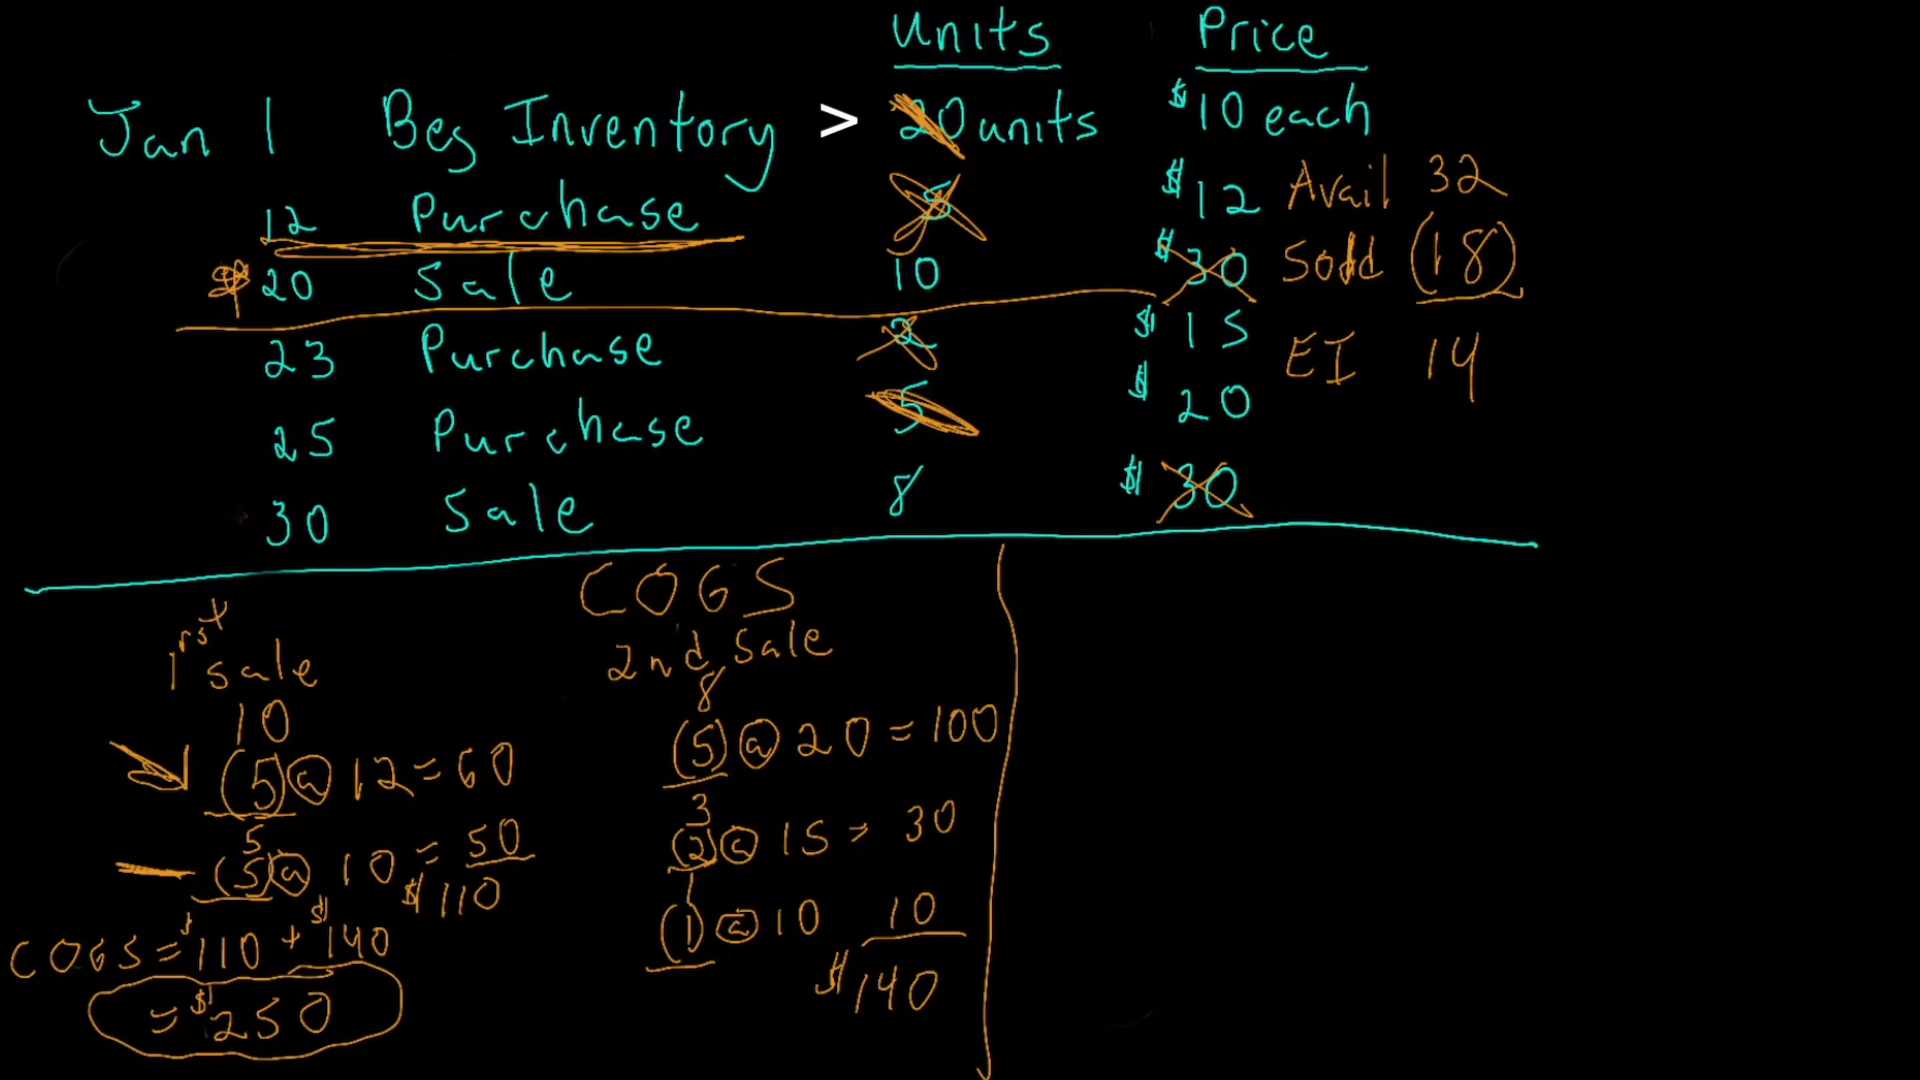 Units Price
Jan 1 Beg Inventory > 20 units $10 each
12 Purchase 5 $12 Avail 32
20 Sale 10 $30 Sold (18)
23 Purchase 2 $15 EI 14
25 Purchase 5 $20
30 Sale 8 $30
COGS
1rst sale
10
(5)@ 12 = 60
5
(5)@ 10 = 50
$110
COGS = $110 + $140
= $250
2nd Sale
8
(5) @ 20 = 100
3
(2) @ 15 = 30
1
(1) @ 10 10
$140